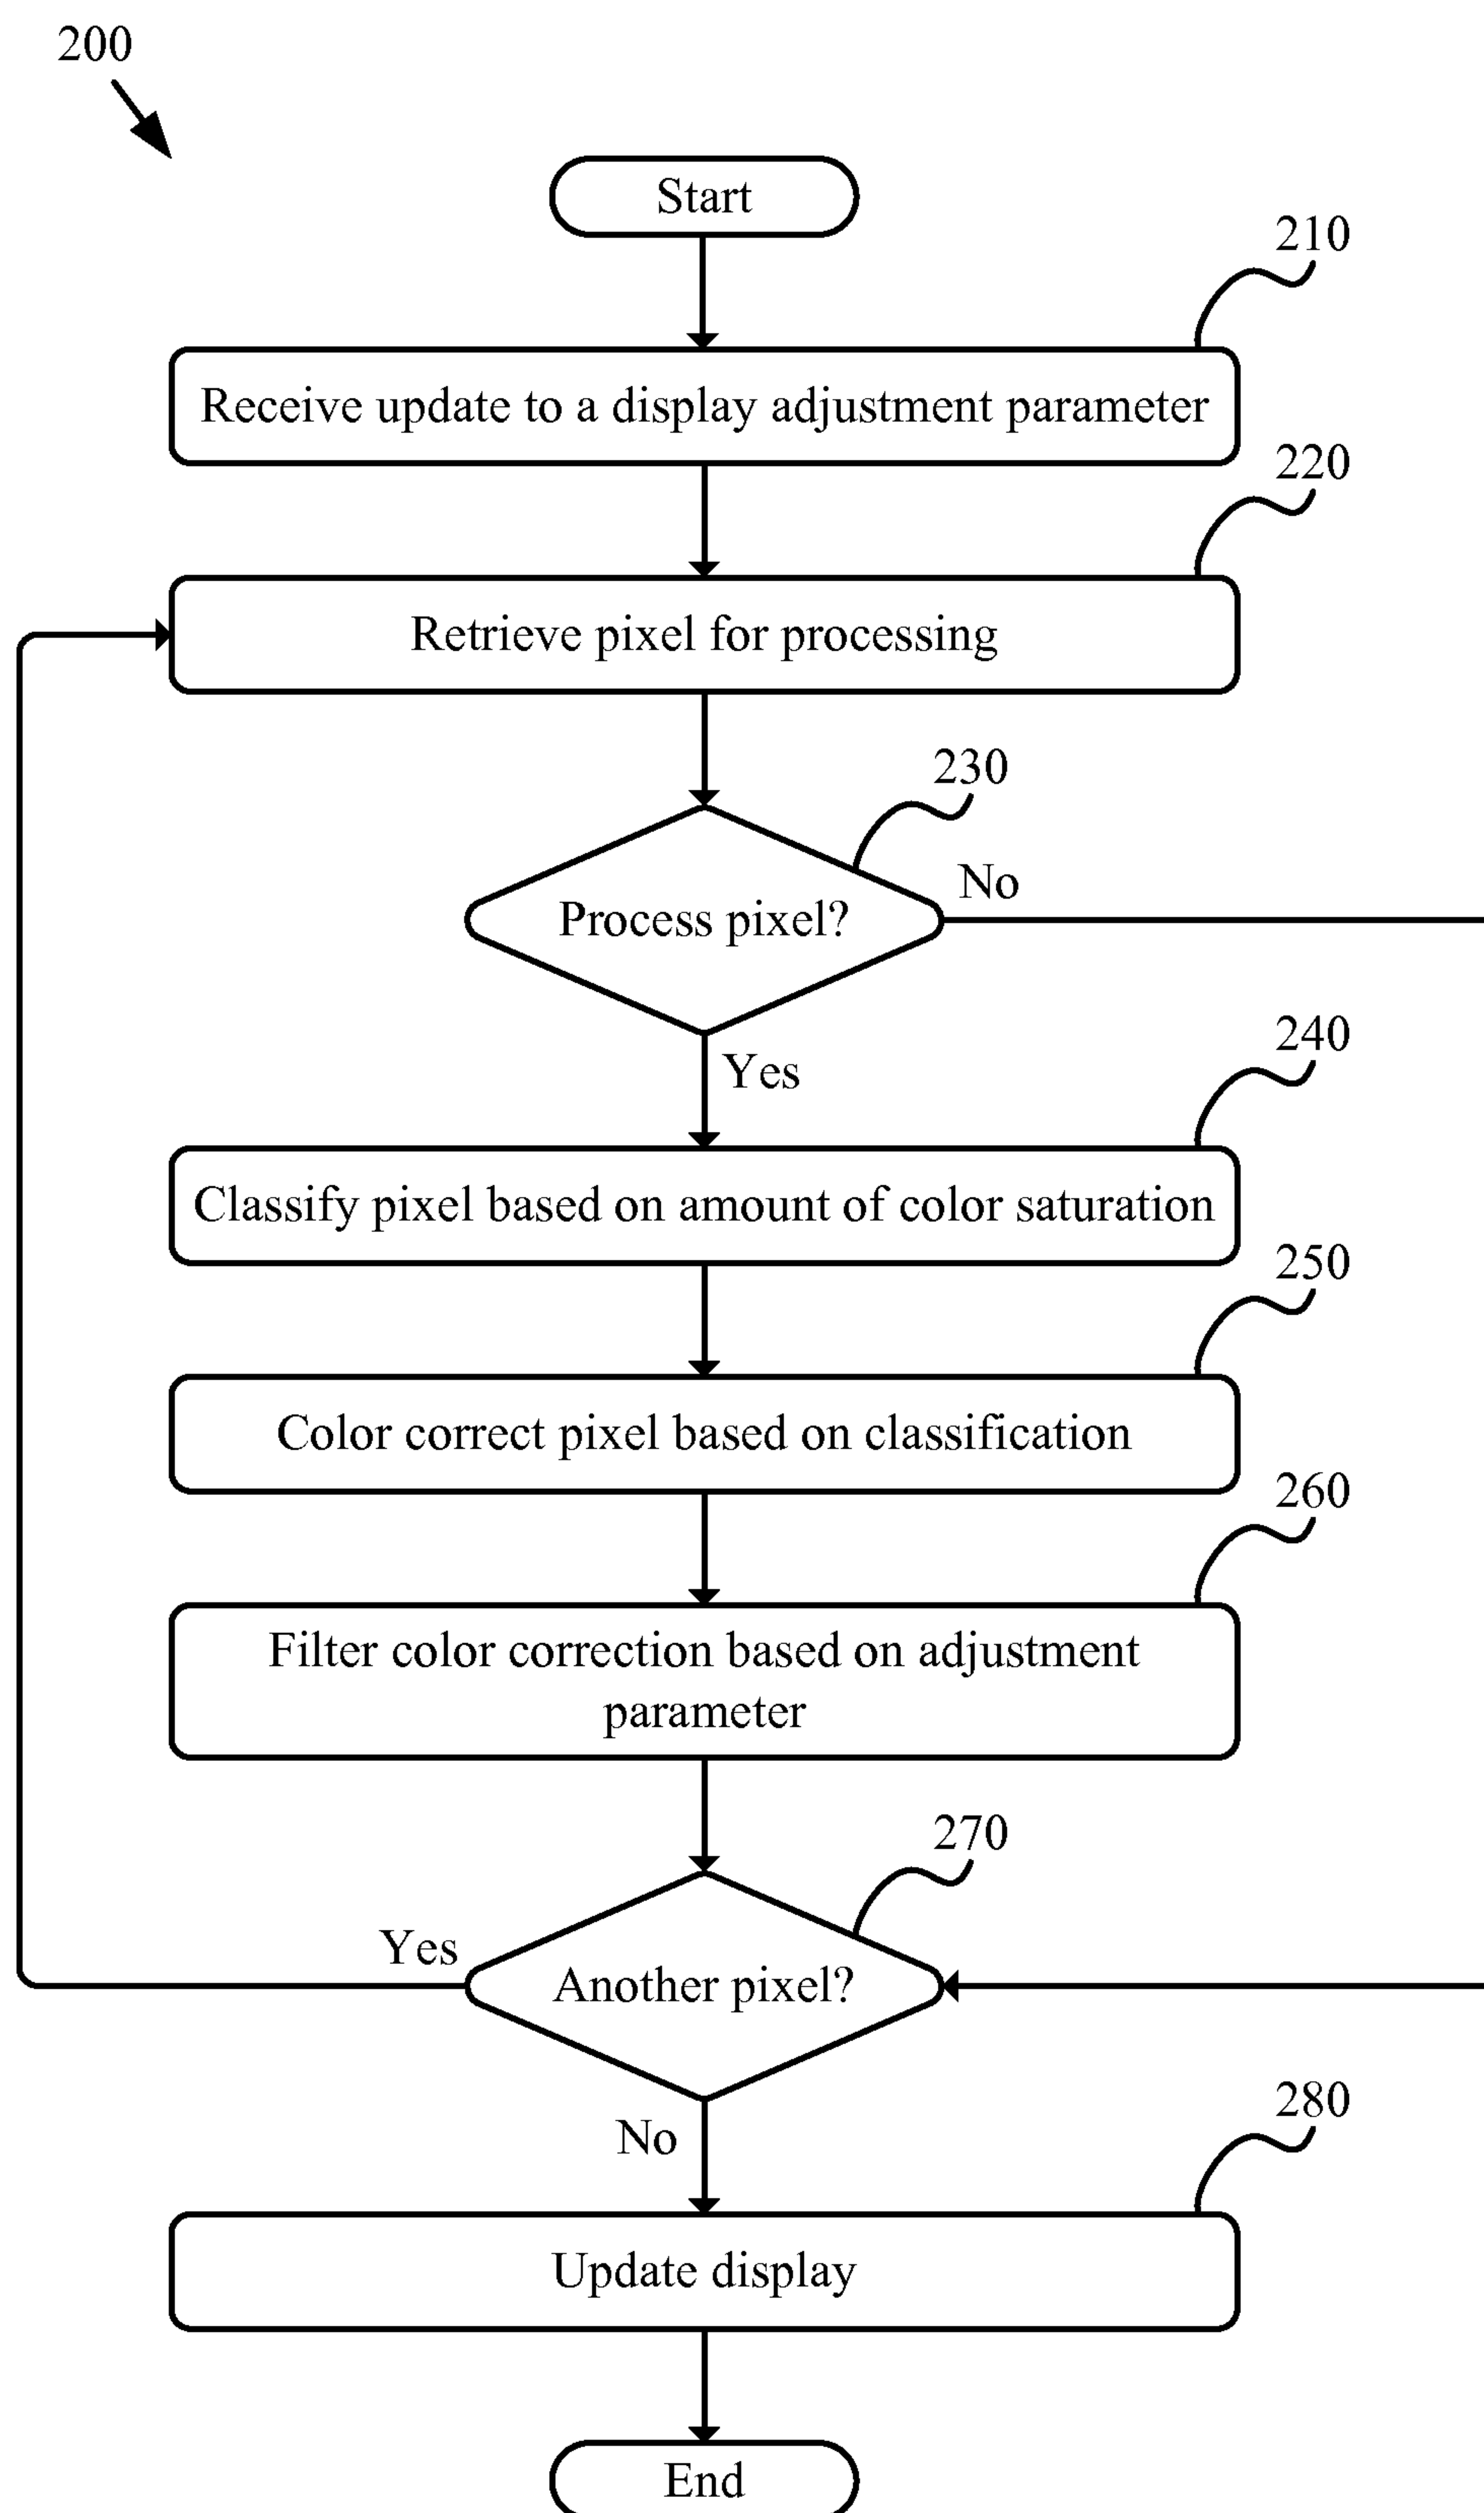 200
Start
210
Receive update to a display adjustment parameter
220
Retrieve pixel for processing
230
Process pixel?
No
Yes
240
Classify pixel based on amount of color saturation
250
Color correct pixel based on classification
260
Filter color correction based on adjustment
parameter
270
Yes
Another pixel?
No
280
Update display
End